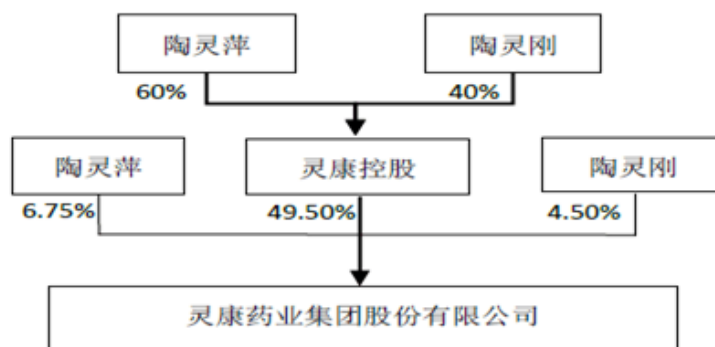 陶灵萍
陶灵刚
60%
40%
陶灵萍
灵康控股
陶灵刚
6.75%
49.50%
4.50%
灵康药业集团股份有限公司